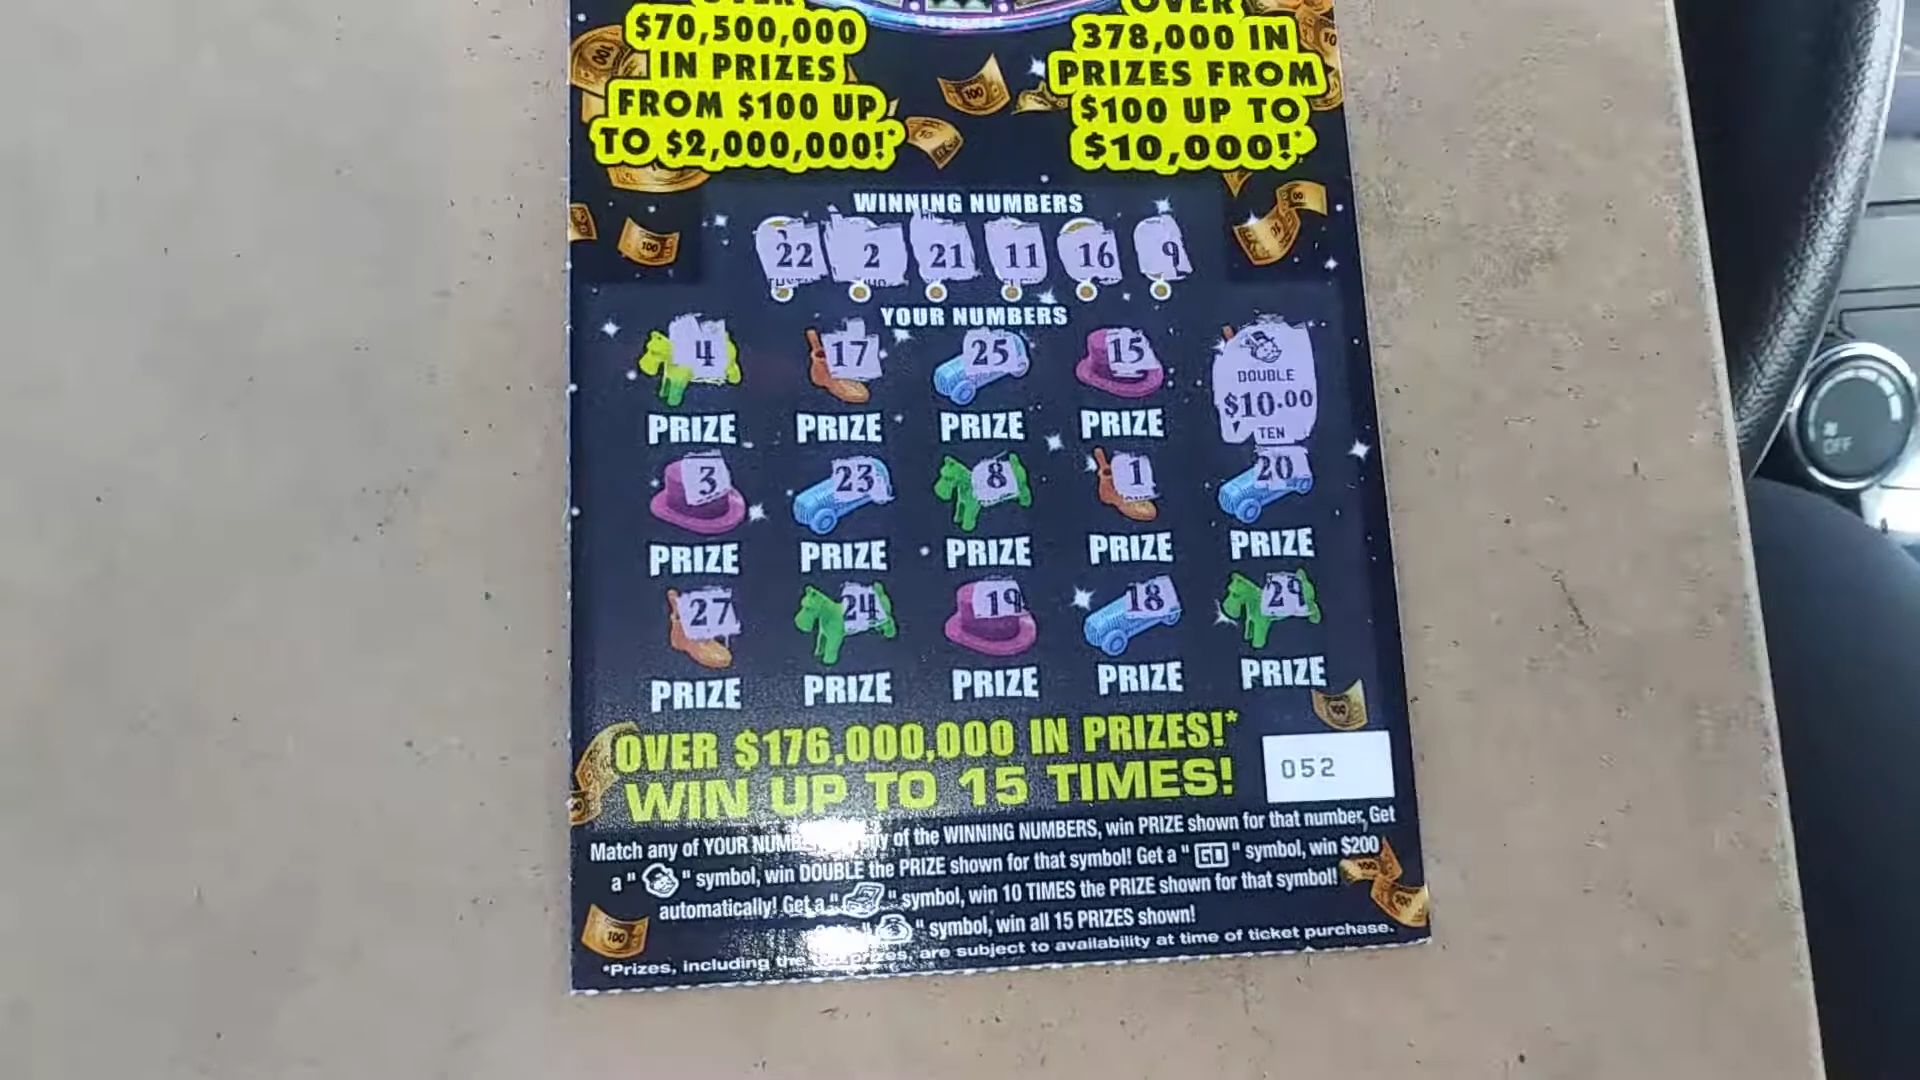 OVER
$70,500,000
IN PRIZES
FROM $100 UP
TO $2,000,000!*
OVER
378,000 IN
PRIZES FROM
$100 UP TO
$10,000!*
WINNING NUMBERS
22 2 21 11 16 9
YOUR NUMBERS
4 17 25 15
DOUBLE
$10.00
TEN
PRIZE PRIZE PRIZE PRIZE
3 23 8 1 20
PRIZE PRIZE PRIZE PRIZE PRIZE
27 24 19 18 29
PRIZE PRIZE PRIZE PRIZE PRIZE
OVER $176,000,000 IN PRIZES!*
WIN UP TO 15 TIMES!
052
Match any of YOUR of the WINNING NUMBERS, win PRIZE shown for that number, Get
a " " symbol, win DOUBLE the PRIZE shown for that symbol! Get a " GO " symbol, win $200
automatically! Get a " " symbol, win 10 TIMES the PRIZE shown for that symbol!
" symbol, win all 15 PRIZES shown!
*Prizes, including the prizes, are subject to availability at time of ticket purchase.